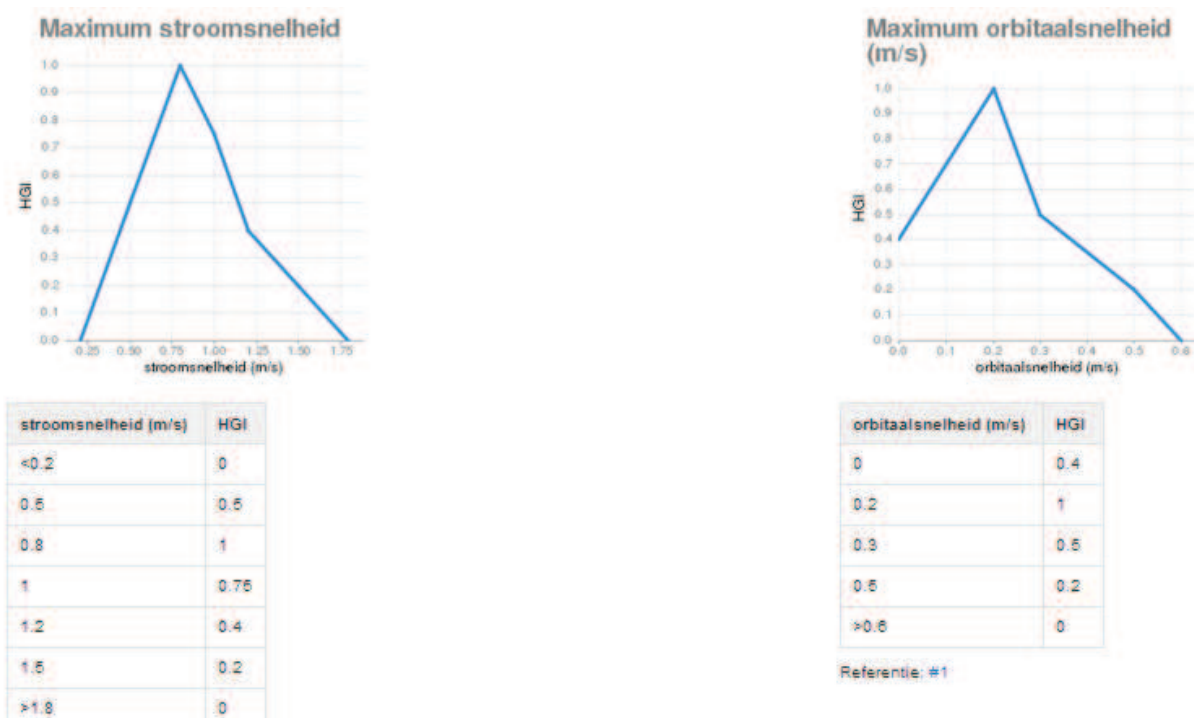 Maximum stroomsnelheid
1.0
0.9
0.8
0.7
0.6
0.5
0.4
0.3
0.2
0.1
0.0
HGI
0.25 0.50 0.75 1.00 1.25 1.50 1.75
stroomsnelheid (m/s)
stroomsnelheid (m/s) HGI
<0.2 0
0.5 0.5
0.8 1
1 0.75
1.2 0.4
1.5 0.2
>1.8 0
Maximum orbitaalsnelheid
(m/s)
1.0
0.9
0.8
0.7
0.6
0.5
0.4
0.3
0.2
0.1
0.0
HGI
0.0 0.1 0.2 0.3 0.4 0.5 0.6
orbitaalsnelheid (m/s)
orbitaalsnelheid (m/s) HGI
0 0.4
0.2 1
0.3 0.5
0.5 0.2
>0.6 0
Referentie: #1